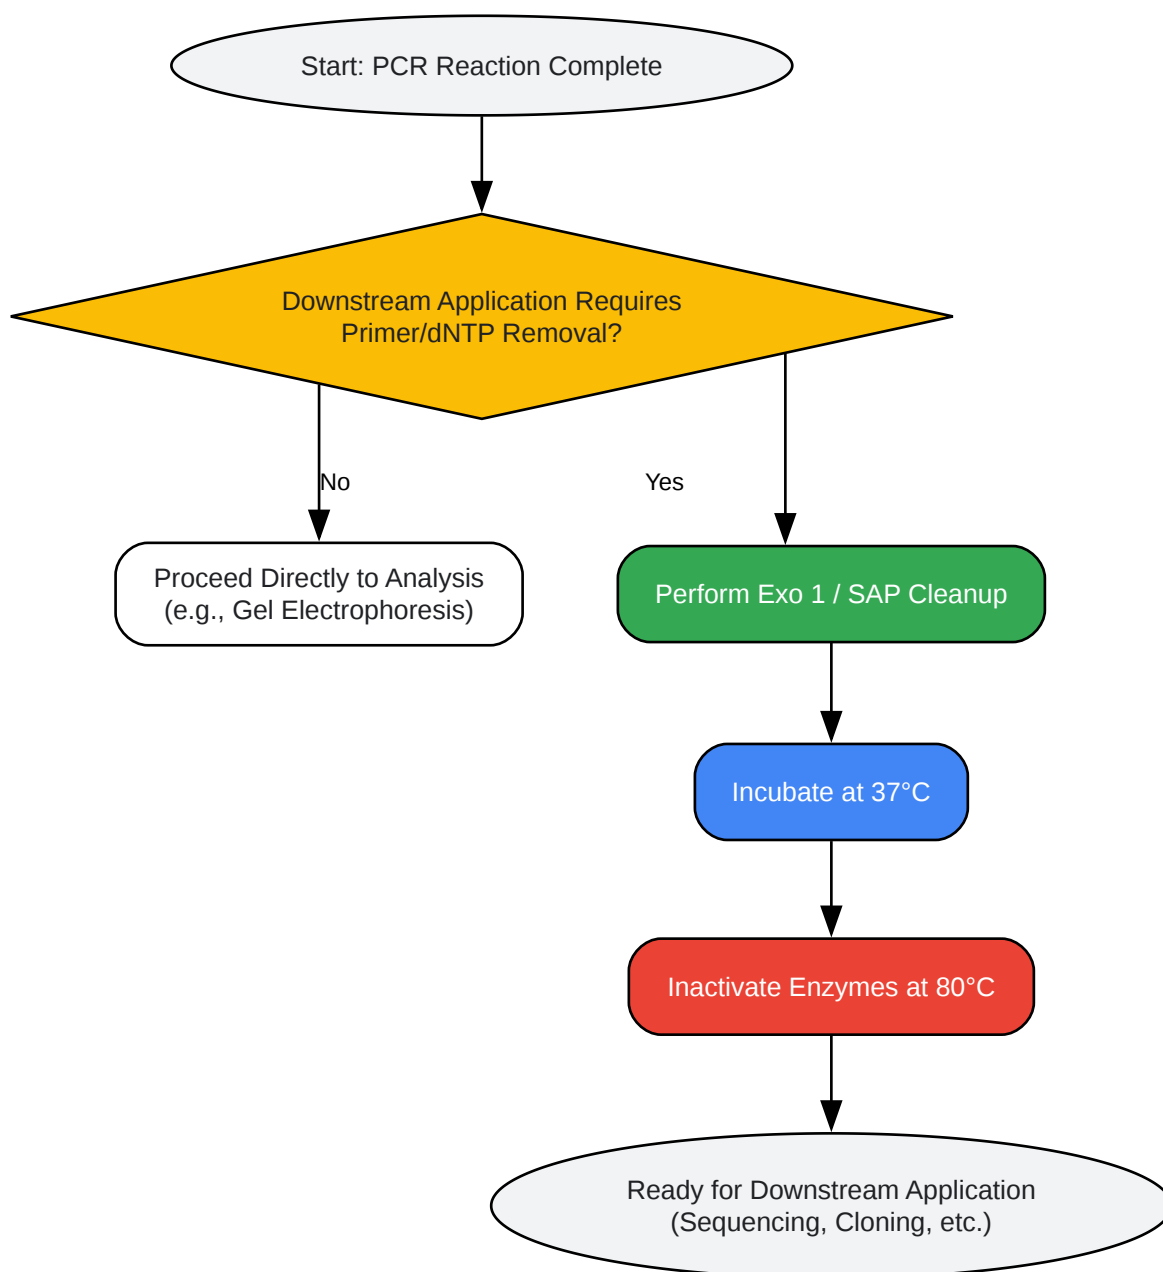 Start: PCR Reaction Complete
Downstream Application Requires
Primer/dNTP Removal?
No
Yes
Proceed Directly to Analysis
(e.g., Gel Electrophoresis)
Perform Exo 1 / SAP Cleanup
Incubate at 37°C
Inactivate Enzymes at 80°C
Ready for Downstream Application
(Sequencing, Cloning, etc.)